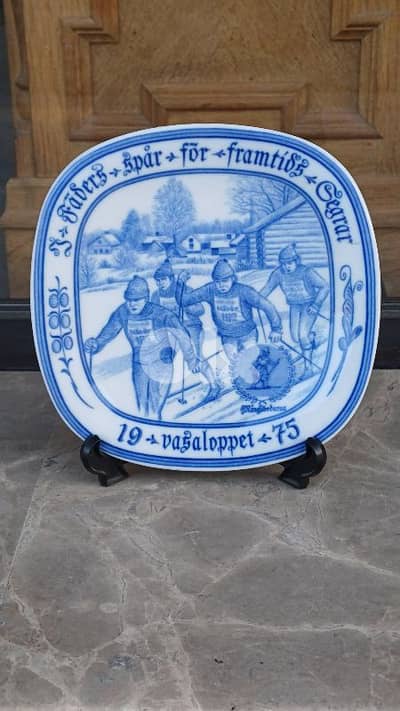 I Fäders spår för framtids Segrar
19 vasaloppet 75